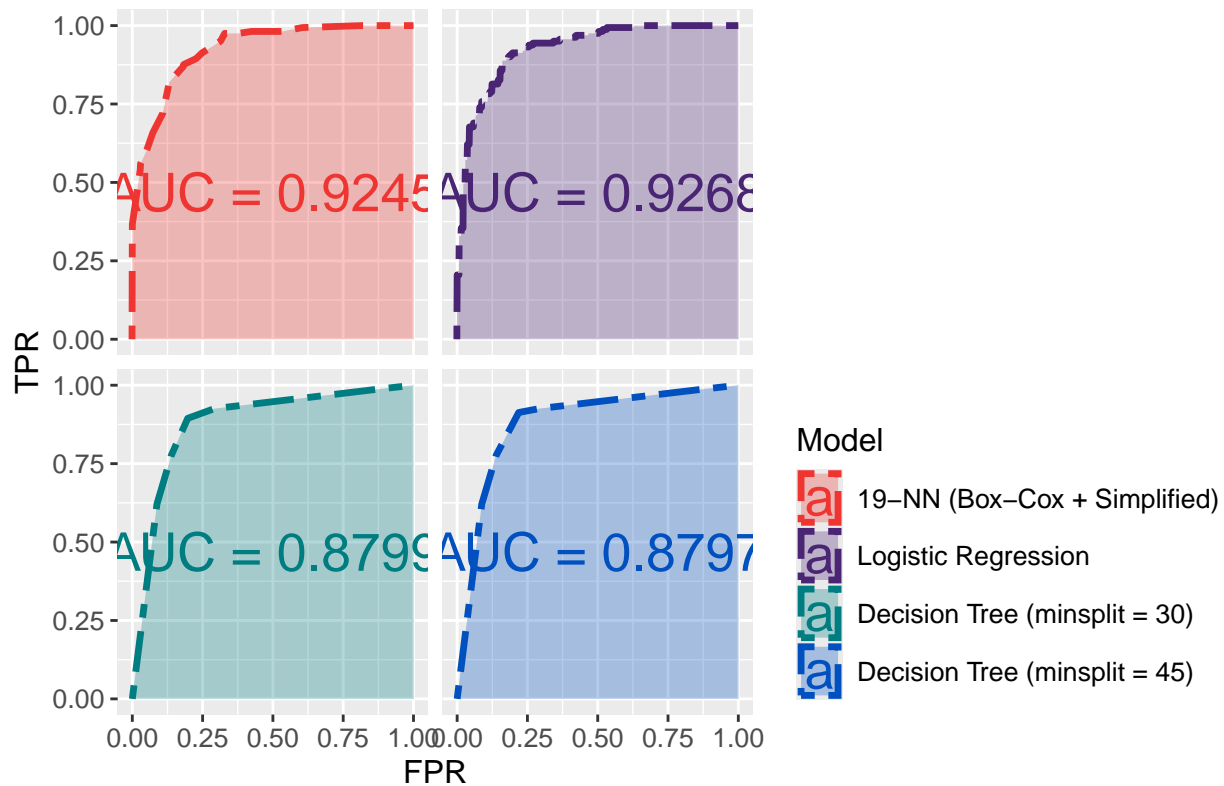 1.00
0.75
0.50
0.25
0.00
AUC = 0.9245
AUC = 0.9268
TPR
1.00
0.75
0.50
0.25
0.00
AUC = 0.8799
AUC = 0.8797
0.00 0.25 0.50 0.75 1.00
0.00 0.25 0.50 0.75 1.00
FPR
Model
a 19−NN (Box−Cox + Simplified)
a Logistic Regression
a Decision Tree (minsplit = 30)
a Decision Tree (minsplit = 45)